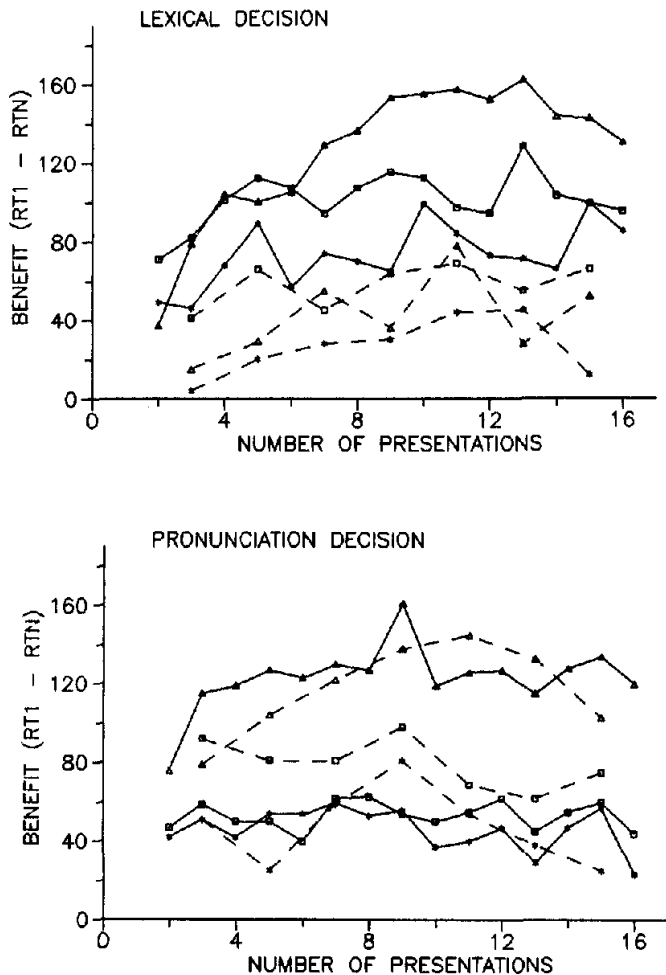 LEXICAL DECISION
BENEFIT (RT1 − RTN)
160
120
80
40
0
0 4 8 12 16
NUMBER OF PRESENTATIONS
PRONUNCIATION DECISION
BENEFIT (RT1 − RTN)
160
120
80
40
0
0 4 8 12 16
NUMBER OF PRESENTATIONS